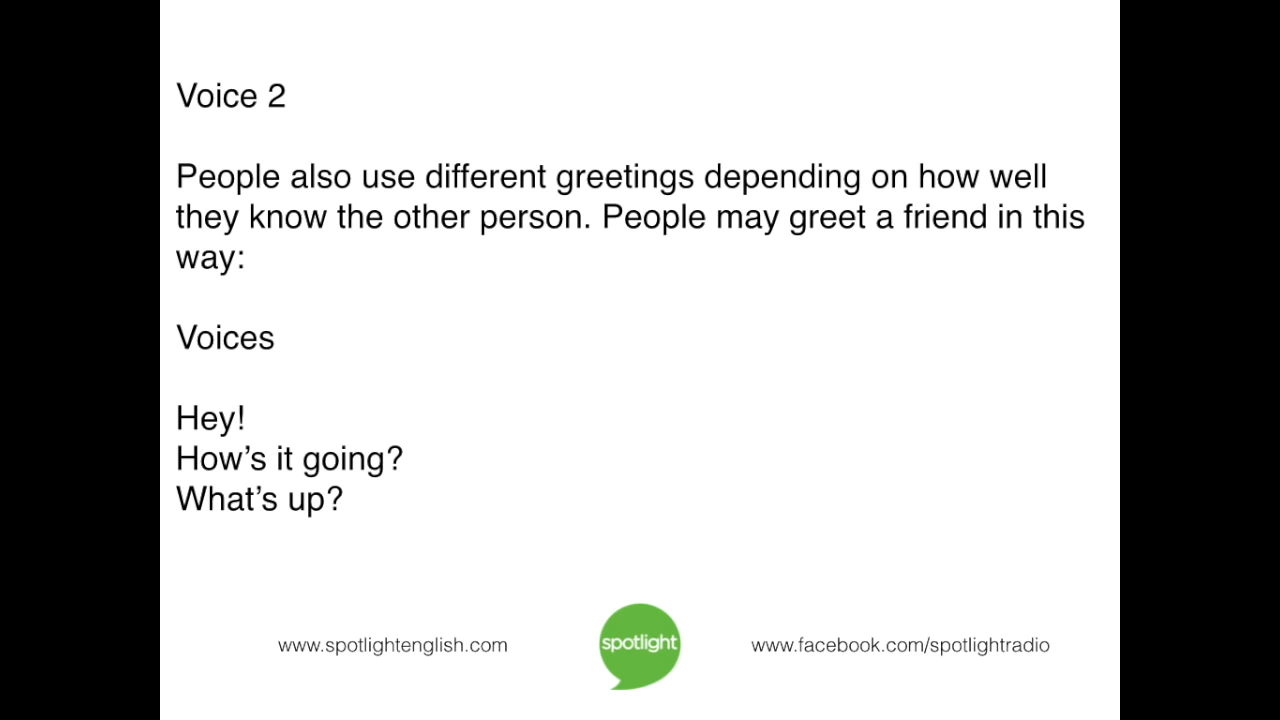 Voice 2
People also use different greetings depending on how well
they know the other person. People may greet a friend in this
way:
Voices
Hey!
How’s it going?
What’s up?
www.spotlightenglish.com
spotlight
www.facebook.com/spotlightradio